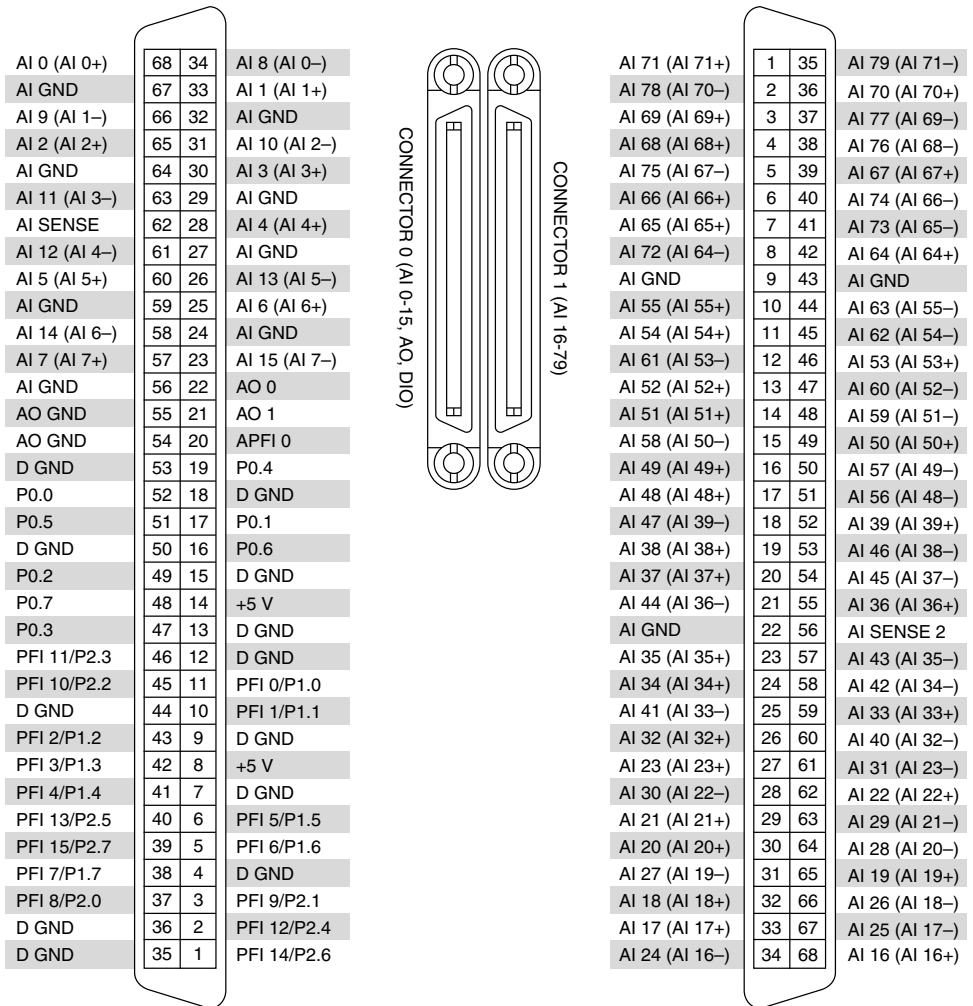 AI 0 (AI 0+) 68 34 AI 8 (AI 0–)
AI GND 67 33 AI 1 (AI 1+)
AI 9 (AI 1–) 66 32 AI GND
AI 2 (AI 2+) 65 31 AI 10 (AI 2–)
AI GND 64 30 AI 3 (AI 3+)
AI 11 (AI 3–) 63 29 AI GND
AI SENSE 62 28 AI 4 (AI 4+)
AI 12 (AI 4–) 61 27 AI GND
AI 5 (AI 5+) 60 26 AI 13 (AI 5–)
AI GND 59 25 AI 6 (AI 6+)
AI 14 (AI 6–) 58 24 AI GND
AI 7 (AI 7+) 57 23 AI 15 (AI 7–)
AI GND 56 22 AO 0
AO GND 55 21 AO 1
AO GND 54 20 APFI 0
D GND 53 19 P0.4
P0.0 52 18 D GND
P0.5 51 17 P0.1
D GND 50 16 P0.6
P0.2 49 15 D GND
P0.7 48 14 +5 V
P0.3 47 13 D GND
PFI 11/P2.3 46 12 D GND
PFI 10/P2.2 45 11 PFI 0/P1.0
D GND 44 10 PFI 1/P1.1
PFI 2/P1.2 43 9 D GND
PFI 3/P1.3 42 8 +5 V
PFI 4/P1.4 41 7 D GND
PFI 13/P2.5 40 6 PFI 5/P1.5
PFI 15/P2.7 39 5 PFI 6/P1.6
PFI 7/P1.7 38 4 D GND
PFI 8/P2.0 37 3 PFI 9/P2.1
D GND 36 2 PFI 12/P2.4
D GND 35 1 PFI 14/P2.6
CONNECTOR 0 (AI 0-15, AO, DIO)
CONNECTOR 1 (AI 16-79)
AI 71 (AI 71+) 1 35 AI 79 (AI 71–)
AI 78 (AI 70–) 2 36 AI 70 (AI 70+)
AI 69 (AI 69+) 3 37 AI 77 (AI 69–)
AI 68 (AI 68+) 4 38 AI 76 (AI 68–)
AI 75 (AI 67–) 5 39 AI 67 (AI 67+)
AI 66 (AI 66+) 6 40 AI 74 (AI 66–)
AI 65 (AI 65+) 7 41 AI 73 (AI 65–)
AI 72 (AI 64–) 8 42 AI 64 (AI 64+)
AI GND 9 43 AI GND
AI 55 (AI 55+) 10 44 AI 63 (AI 55–)
AI 54 (AI 54+) 11 45 AI 62 (AI 54–)
AI 61 (AI 53–) 12 46 AI 53 (AI 53+)
AI 52 (AI 52+) 13 47 AI 60 (AI 52–)
AI 51 (AI 51+) 14 48 AI 59 (AI 51–)
AI 58 (AI 50–) 15 49 AI 50 (AI 50+)
AI 49 (AI 49+) 16 50 AI 57 (AI 49–)
AI 48 (AI 48+) 17 51 AI 56 (AI 48–)
AI 47 (AI 39–) 18 52 AI 39 (AI 39+)
AI 38 (AI 38+) 19 53 AI 46 (AI 38–)
AI 37 (AI 37+) 20 54 AI 45 (AI 37–)
AI 44 (AI 36–) 21 55 AI 36 (AI 36+)
AI GND 22 56 AI SENSE 2
AI 35 (AI 35+) 23 57 AI 43 (AI 35–)
AI 34 (AI 34+) 24 58 AI 42 (AI 34–)
AI 41 (AI 33–) 25 59 AI 33 (AI 33+)
AI 32 (AI 32+) 26 60 AI 40 (AI 32–)
AI 23 (AI 23+) 27 61 AI 31 (AI 23–)
AI 30 (AI 22–) 28 62 AI 22 (AI 22+)
AI 21 (AI 21+) 29 63 AI 29 (AI 21–)
AI 20 (AI 20+) 30 64 AI 28 (AI 20–)
AI 27 (AI 19–) 31 65 AI 19 (AI 19+)
AI 18 (AI 18+) 32 66 AI 26 (AI 18–)
AI 17 (AI 17+) 33 67 AI 25 (AI 17–)
AI 24 (AI 16–) 34 68 AI 16 (AI 16+)